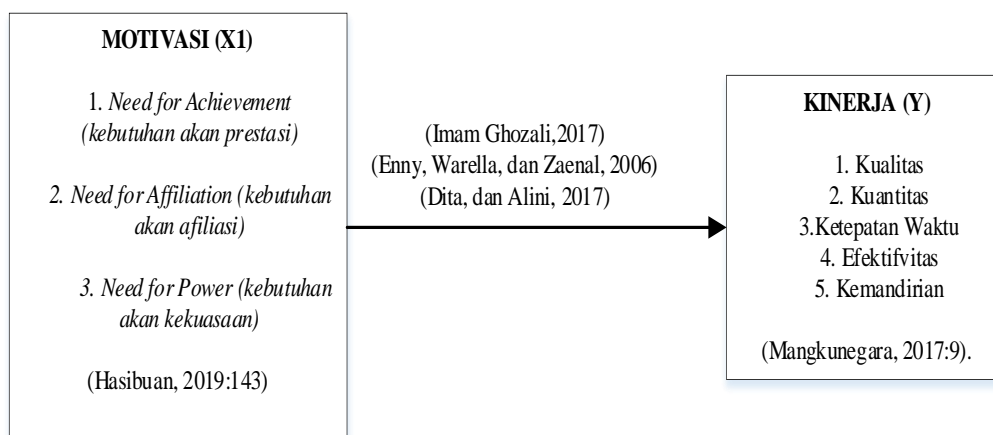 MOTIVASI (X1)
1. Need for Achievement
(kebutuhan akan prestasi)
2. Need for Affiliation (kebutuhan
akan afiliasi)
3. Need for Power (kebutuhan
akan kekuasaan)
(Hasibuan, 2019:143)
(Imam Ghozali,2017)
(Enny, Warella, dan Zaenal, 2006)
(Dita, dan Alini, 2017)
KINERJA (Y)
1. Kualitas
2. Kuantitas
3.Ketepatan Waktu
4. Efektifvitas
5. Kemandirian
(Mangkunegara, 2017:9).